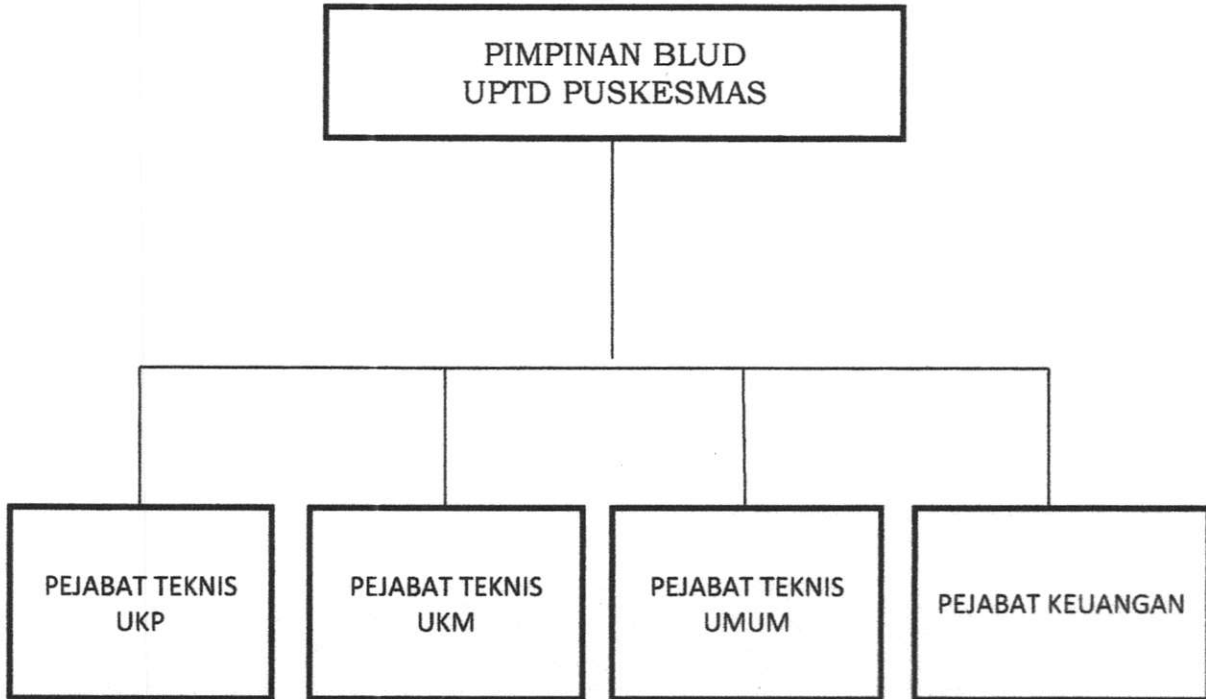 PIMPINAN BLUD
UPTD PUSKESMAS
PEJABAT TEKNIS
UKP
PEJABAT TEKNIS
UKM
PEJABAT TEKNIS
UMUM
PEJABAT KEUANGAN